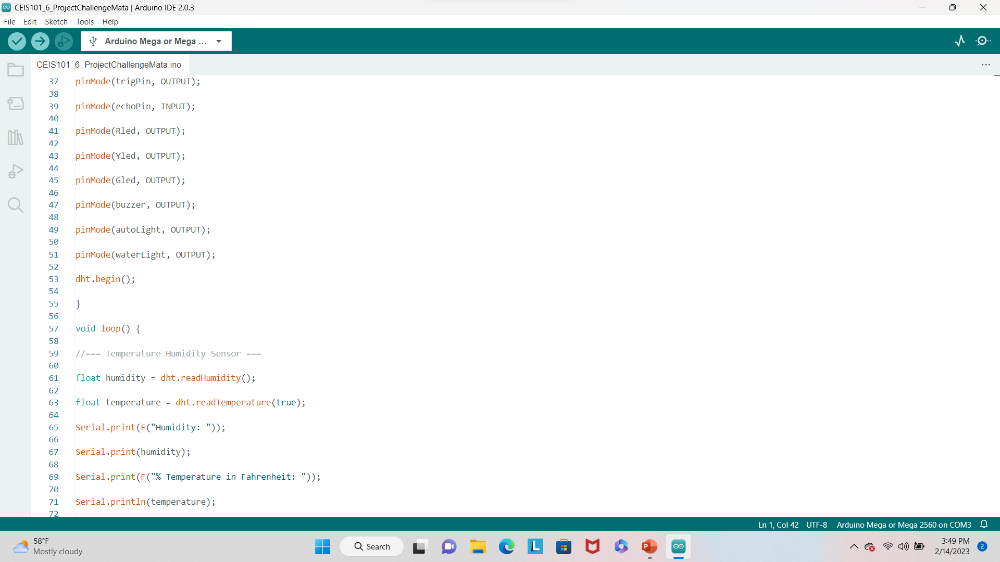 CEIS101_6_ProjectChallengeMata | Arduino IDE 2.0.3
File Edit Sketch Tools Help
Arduino Mega or Mega ...
CEIS101_6_ProjectChallengeMata.ino
37 pinMode(trigPin, OUTPUT);
38
39 pinMode(echoPin, INPUT);
40
41 pinMode(Rled, OUTPUT);
42
43 pinMode(Yled, OUTPUT);
44
45 pinMode(Gled, OUTPUT);
46
47 pinMode(buzzer, OUTPUT);
48
49 pinMode(autoLight, OUTPUT);
50
51 pinMode(waterLight, OUTPUT);
52
53 dht.begin();
54
55 }
56
57 void loop() {
58
59 //=== Temperature Humidity Sensor ===
60
61 float humidity = dht.readHumidity();
62
63 float temperature = dht.readTemperature(true);
64
65 Serial.print(F("Humidity: "));
66
67 Serial.print(humidity);
68
69 Serial.print(F("% Temperature in Fahrenheit: "));
70
71 Serial.println(temperature);
72
Ln 1, Col 42 UTF-8 Arduino Mega or Mega 2560 on COM3
58°F
Mostly cloudy
Search
L
P
3:49 PM
2/14/2023
2